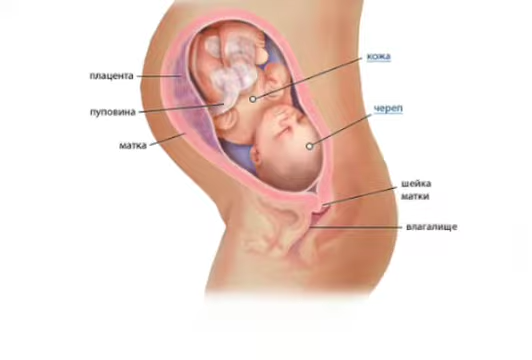 кожа
плацента
пуповина
череп
матка
шейка
матки
влагалище